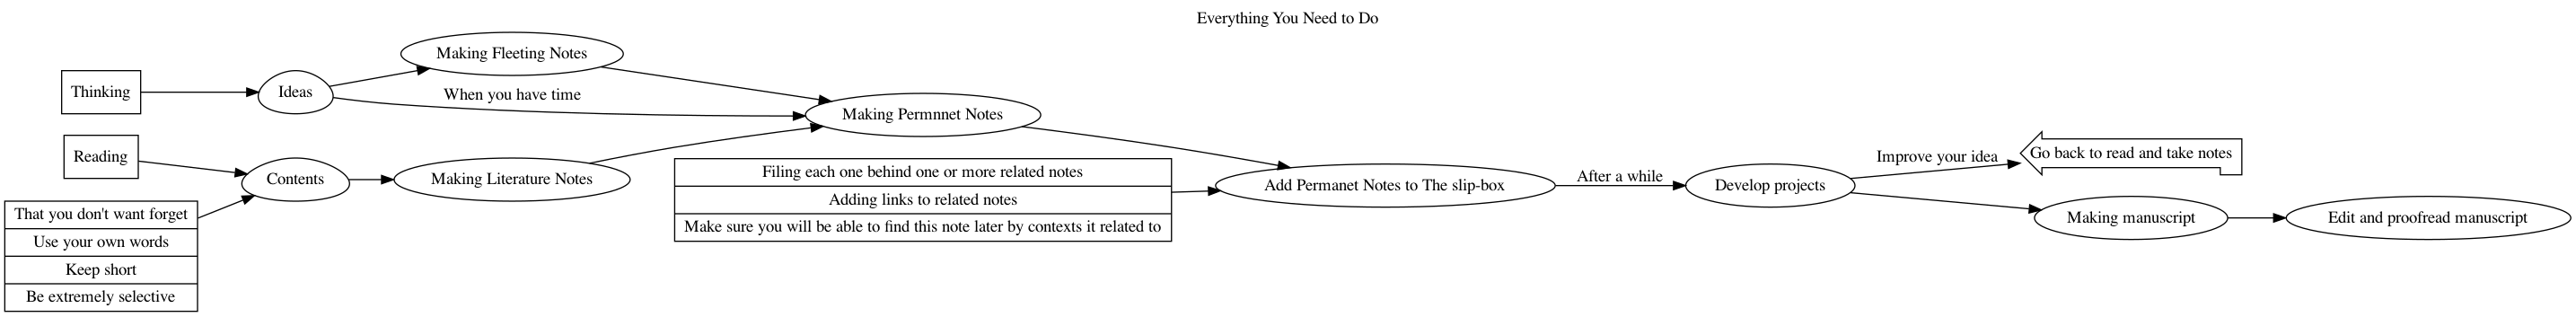 Everything You Need to Do
Making Fleeting Notes
Thinking
Ideas
When you have time
Making Permnnet Notes
Reading
Contents
Making Literature Notes
That you don't want forget
Use your own words
Keep short
Be extremely selective
Filing each one behind one or more related notes
Adding links to related notes
Make sure you will be able to find this note later by contexts it related to
Add Permanet Notes to The slip-box
After a while
Develop projects
Improve your idea
Go back to read and take notes
Making manuscript
Edit and proofread manuscript